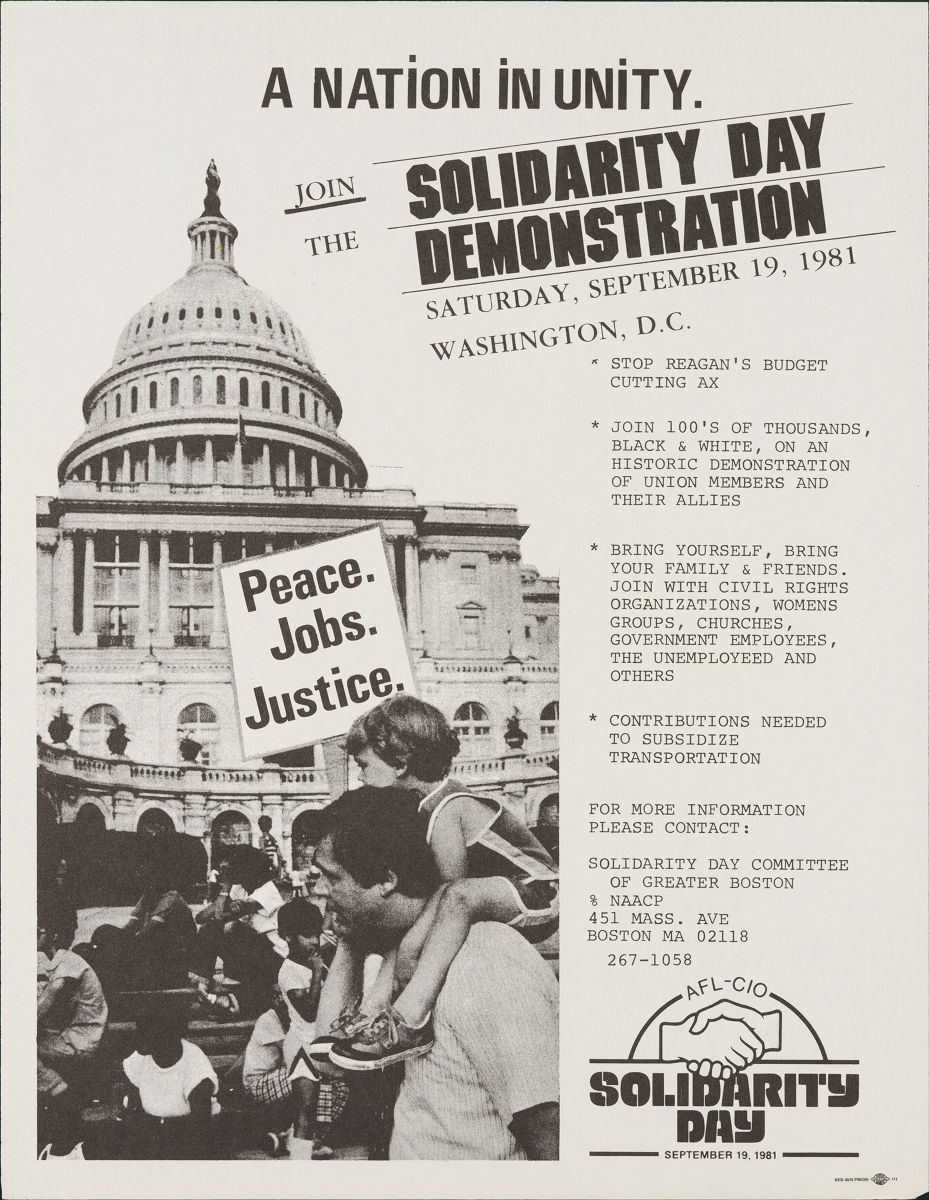 A NATiON iN UNiTY.
JOIN THE
SOLIDARITY DAY
DEMONSTRATION
SATURDAY, SEPTEMBER 19, 1981
WASHINGTON, D.C.
* STOP REAGAN'S BUDGET
CUTTING AX
* JOIN 100'S OF THOUSANDS,
BLACK & WHITE, ON AN
HISTORIC DEMONSTRATION
OF UNION MEMBERS AND
THEIR ALLIES
* BRING YOURSELF, BRING
YOUR FAMILY & FRIENDS.
JOIN WITH CIVIL RIGHTS
ORGANIZATIONS, WOMENS
GROUPS, CHURCHES,
GOVERNMENT EMPLOYEES,
THE UNEMPLOYEED AND
OTHERS
* CONTRIBUTIONS NEEDED
TO SUBSIDIZE
TRANSPORTATION
Peace.
Jobs.
Justice.
FOR MORE INFORMATION
PLEASE CONTACT:
SOLIDARITY DAY COMMITTEE
OF GREATER BOSTON
% NAACP
451 MASS. AVE
BOSTON MA 02118
267-1058
AFL-CIO
SOLIDARITY
DAY
SEPTEMBER 19, 1981
RED SUN PRESS